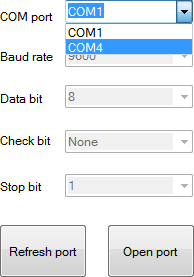 COM port COM1
COM1
COM4
Baud rate 9600
Data bit 8
Check bit None
Stop bit 1
Refresh port Open port